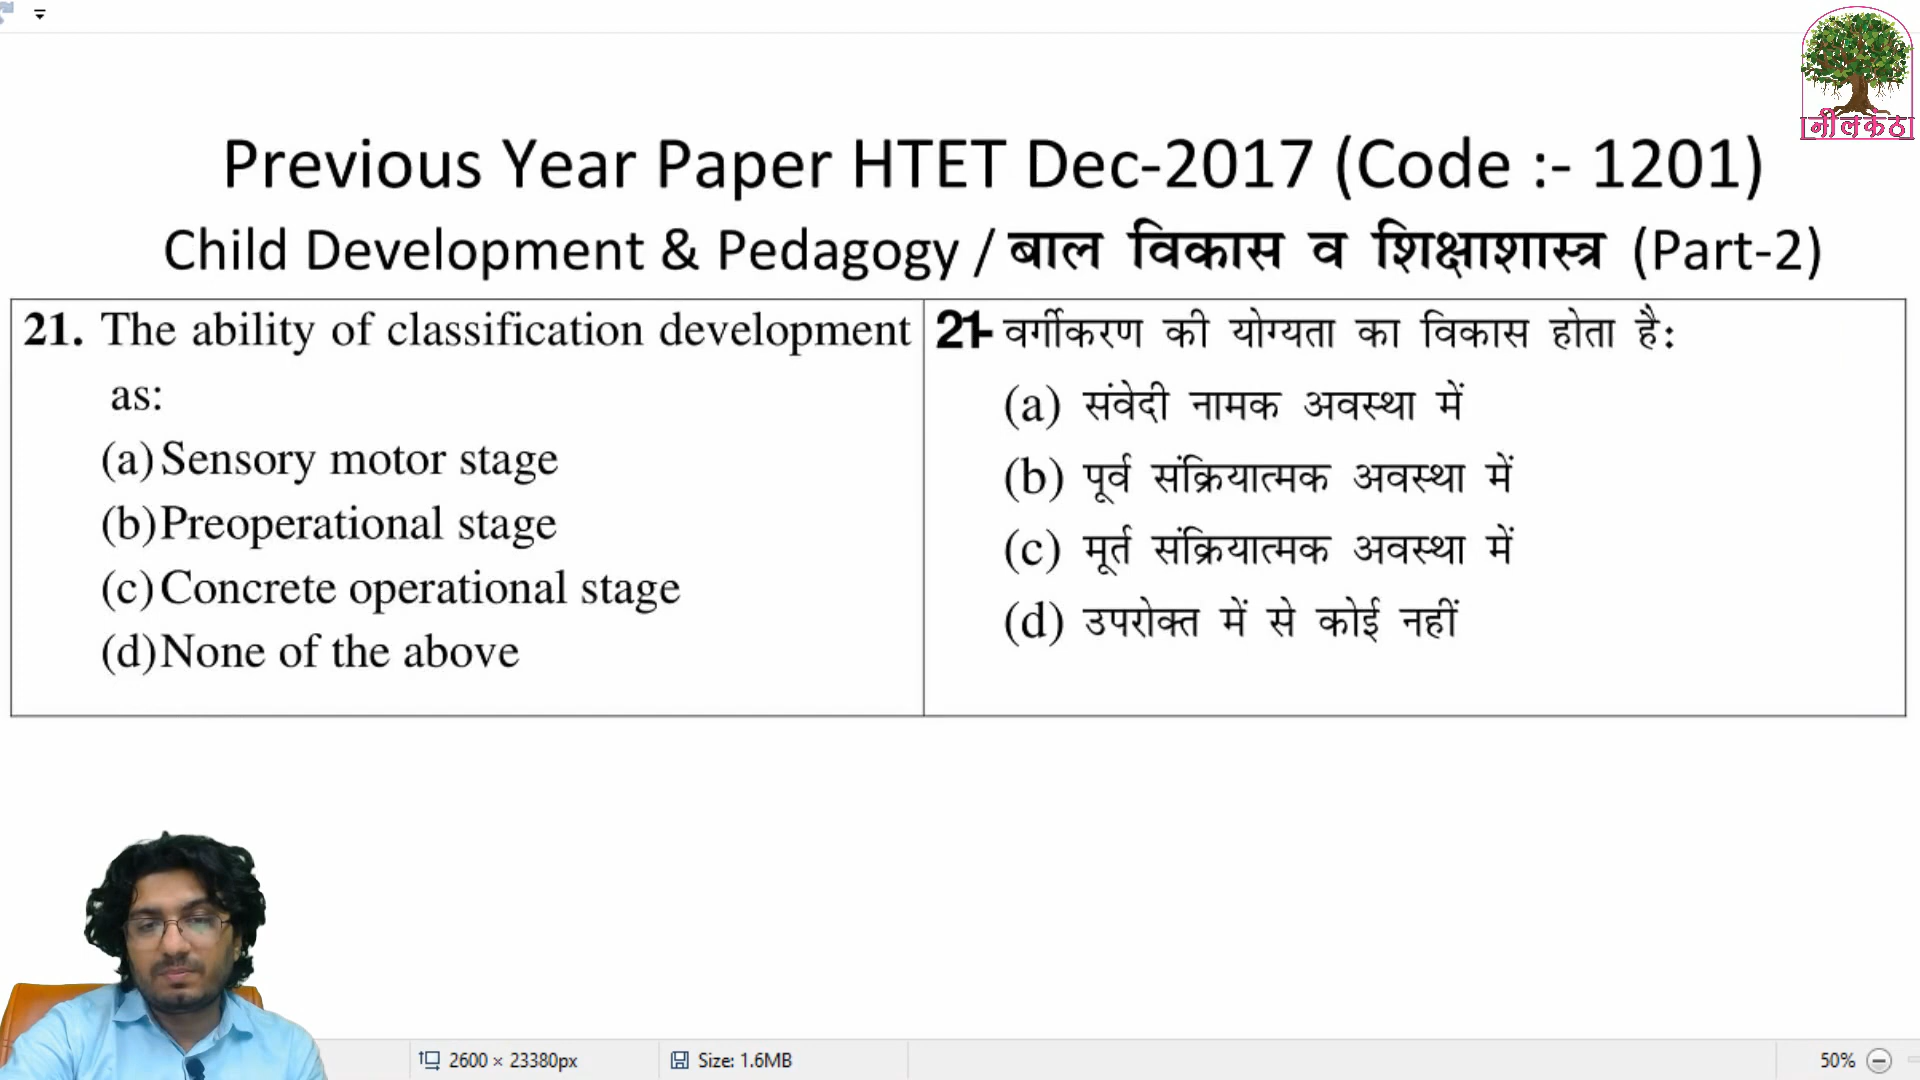 नीलकंठ
Previous Year Paper HTET Dec-2017 (Code :- 1201)
Child Development & Pedagogy / बाल विकास व शिक्षाशास्त्र (Part-2)
21. The ability of classification development
as:
(a) Sensory motor stage
(b) Preoperational stage
(c) Concrete operational stage
(d) None of the above
21- वर्गीकरण की योग्यता का विकास होता है:
(a) संवेदी नामक अवस्था में
(b) पूर्व संक्रियात्मक अवस्था में
(c) मूर्त संक्रियात्मक अवस्था में
(d) उपरोक्त में से कोई नहीं
2600 × 23380px
Size: 1.6MB
50%